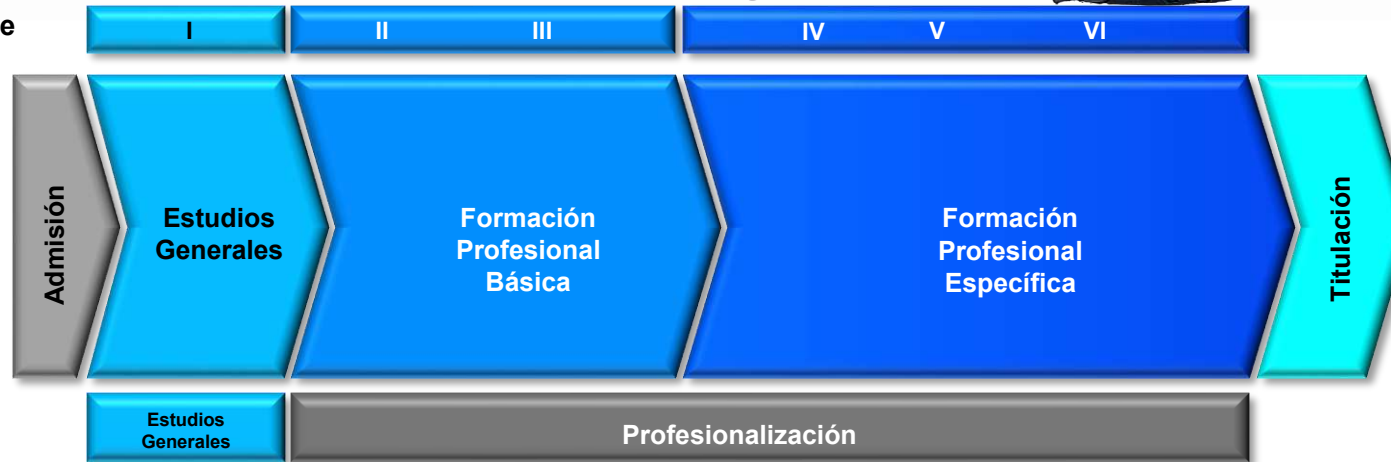 e
I
II
III
IV
V
VI
Admisión
Estudios
Generales
Formación
Profesional
Básica
Formación
Profesional
Específica
Titulación
Estudios
Generales
Profesionalización